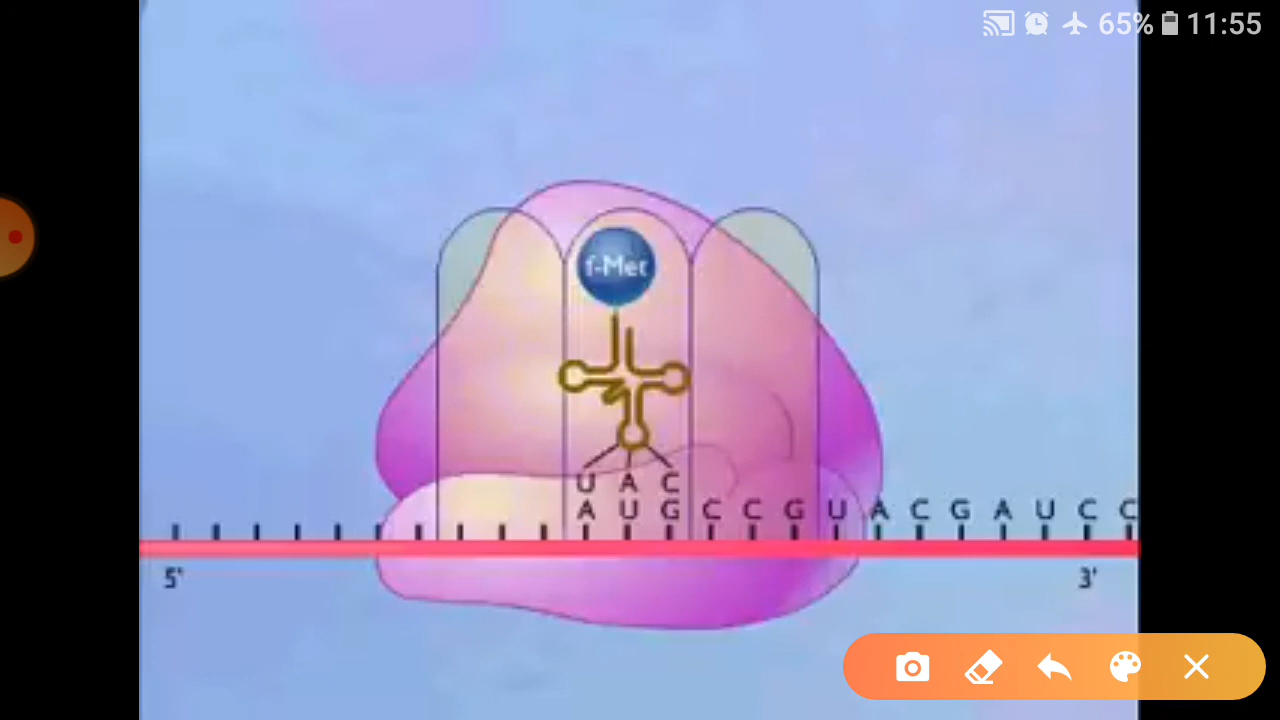 65% 11:55
f-Met
U A C
A U G C C G U A C G A U C C
5' 3'